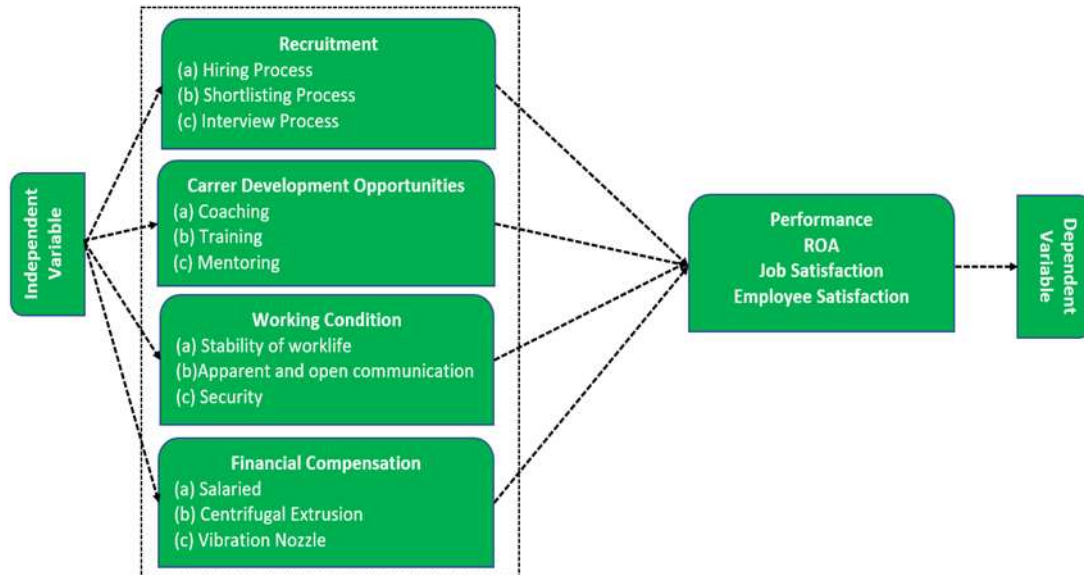 Independent
Variable
Recruitment
(a) Hiring Process
(b) Shortlisting Process
(c) Interview Process
Carrer Development Opportunities
(a) Coaching
(b) Training
(c) Mentoring
Working Condition
(a) Stability of worklife
(b)Apparent and open communication
(c) Security
Financial Compensation
(a) Salaried
(b) Centrifugal Extrusion
(c) Vibration Nozzle
Performance
ROA
Job Satisfaction
Employee Satisfaction
Dependent
Variable